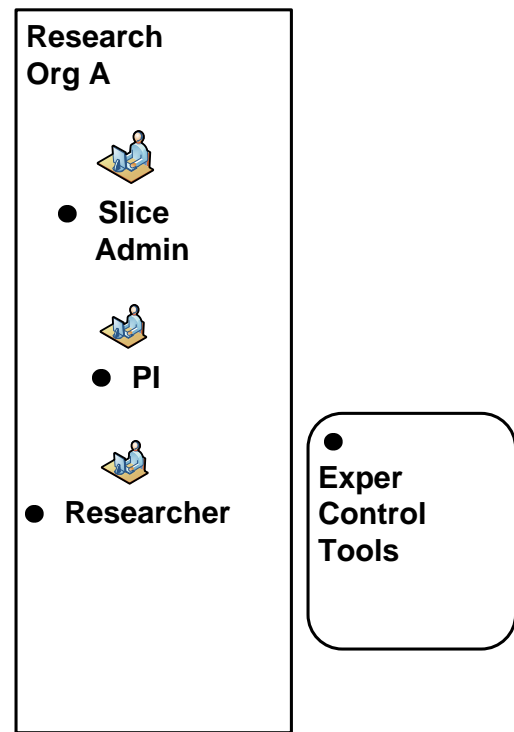 Research
Org A
● Slice
Admin
● PI
● Researcher
●
Exper
Control
Tools